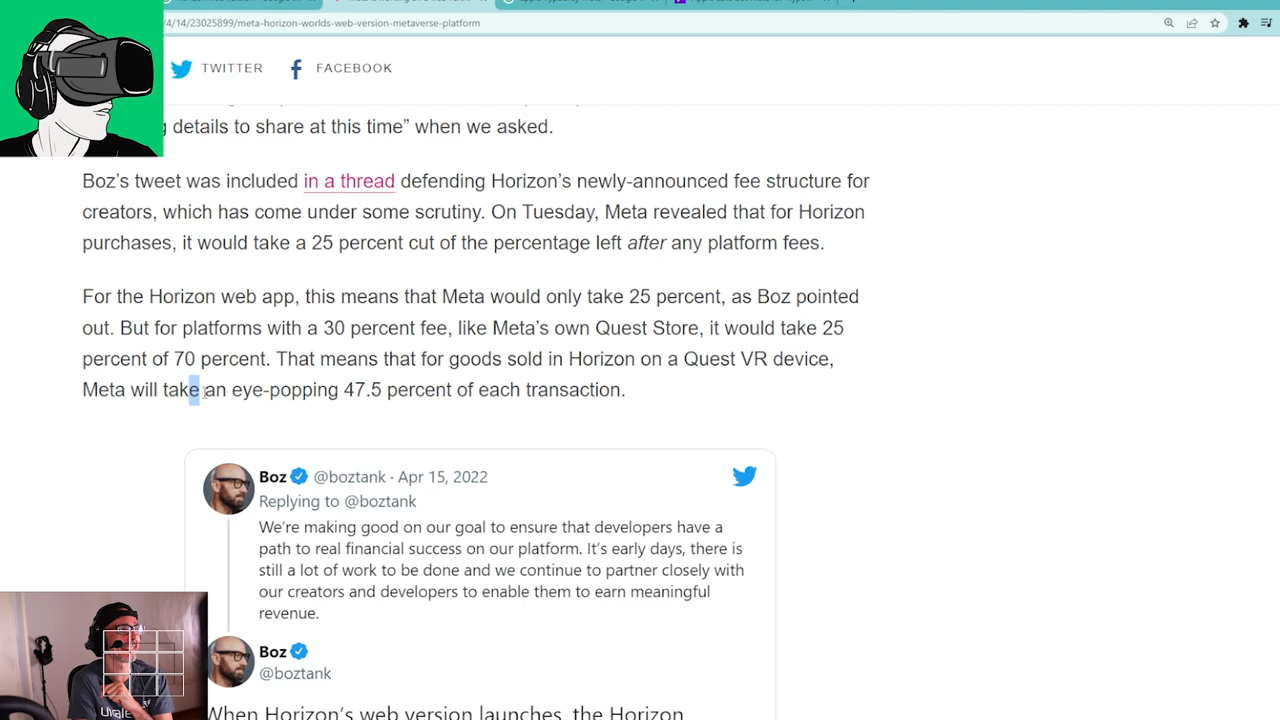 /4/14/23025899/meta-horizon-worlds-web-version-metaverse-platform
TWITTER
FACEBOOK
details to share at this time” when we asked.
Boz’s tweet was included in a thread defending Horizon’s newly-announced fee structure for
creators, which has come under some scrutiny. On Tuesday, Meta revealed that for Horizon
purchases, it would take a 25 percent cut of the percentage left after any platform fees.
For the Horizon web app, this means that Meta would only take 25 percent, as Boz pointed
out. But for platforms with a 30 percent fee, like Meta’s own Quest Store, it would take 25
percent of 70 percent. That means that for goods sold in Horizon on a Quest VR device,
Meta will take an eye-popping 47.5 percent of each transaction.
Boz @boztank · Apr 15, 2022
Replying to @boztank
We’re making good on our goal to ensure that developers have a
path to real financial success on our platform. It’s early days, there is
still a lot of work to be done and we continue to partner closely with
our creators and developers to enable them to earn meaningful
revenue.
Boz
@boztank
When Horizon’s web version launches, the Horizon